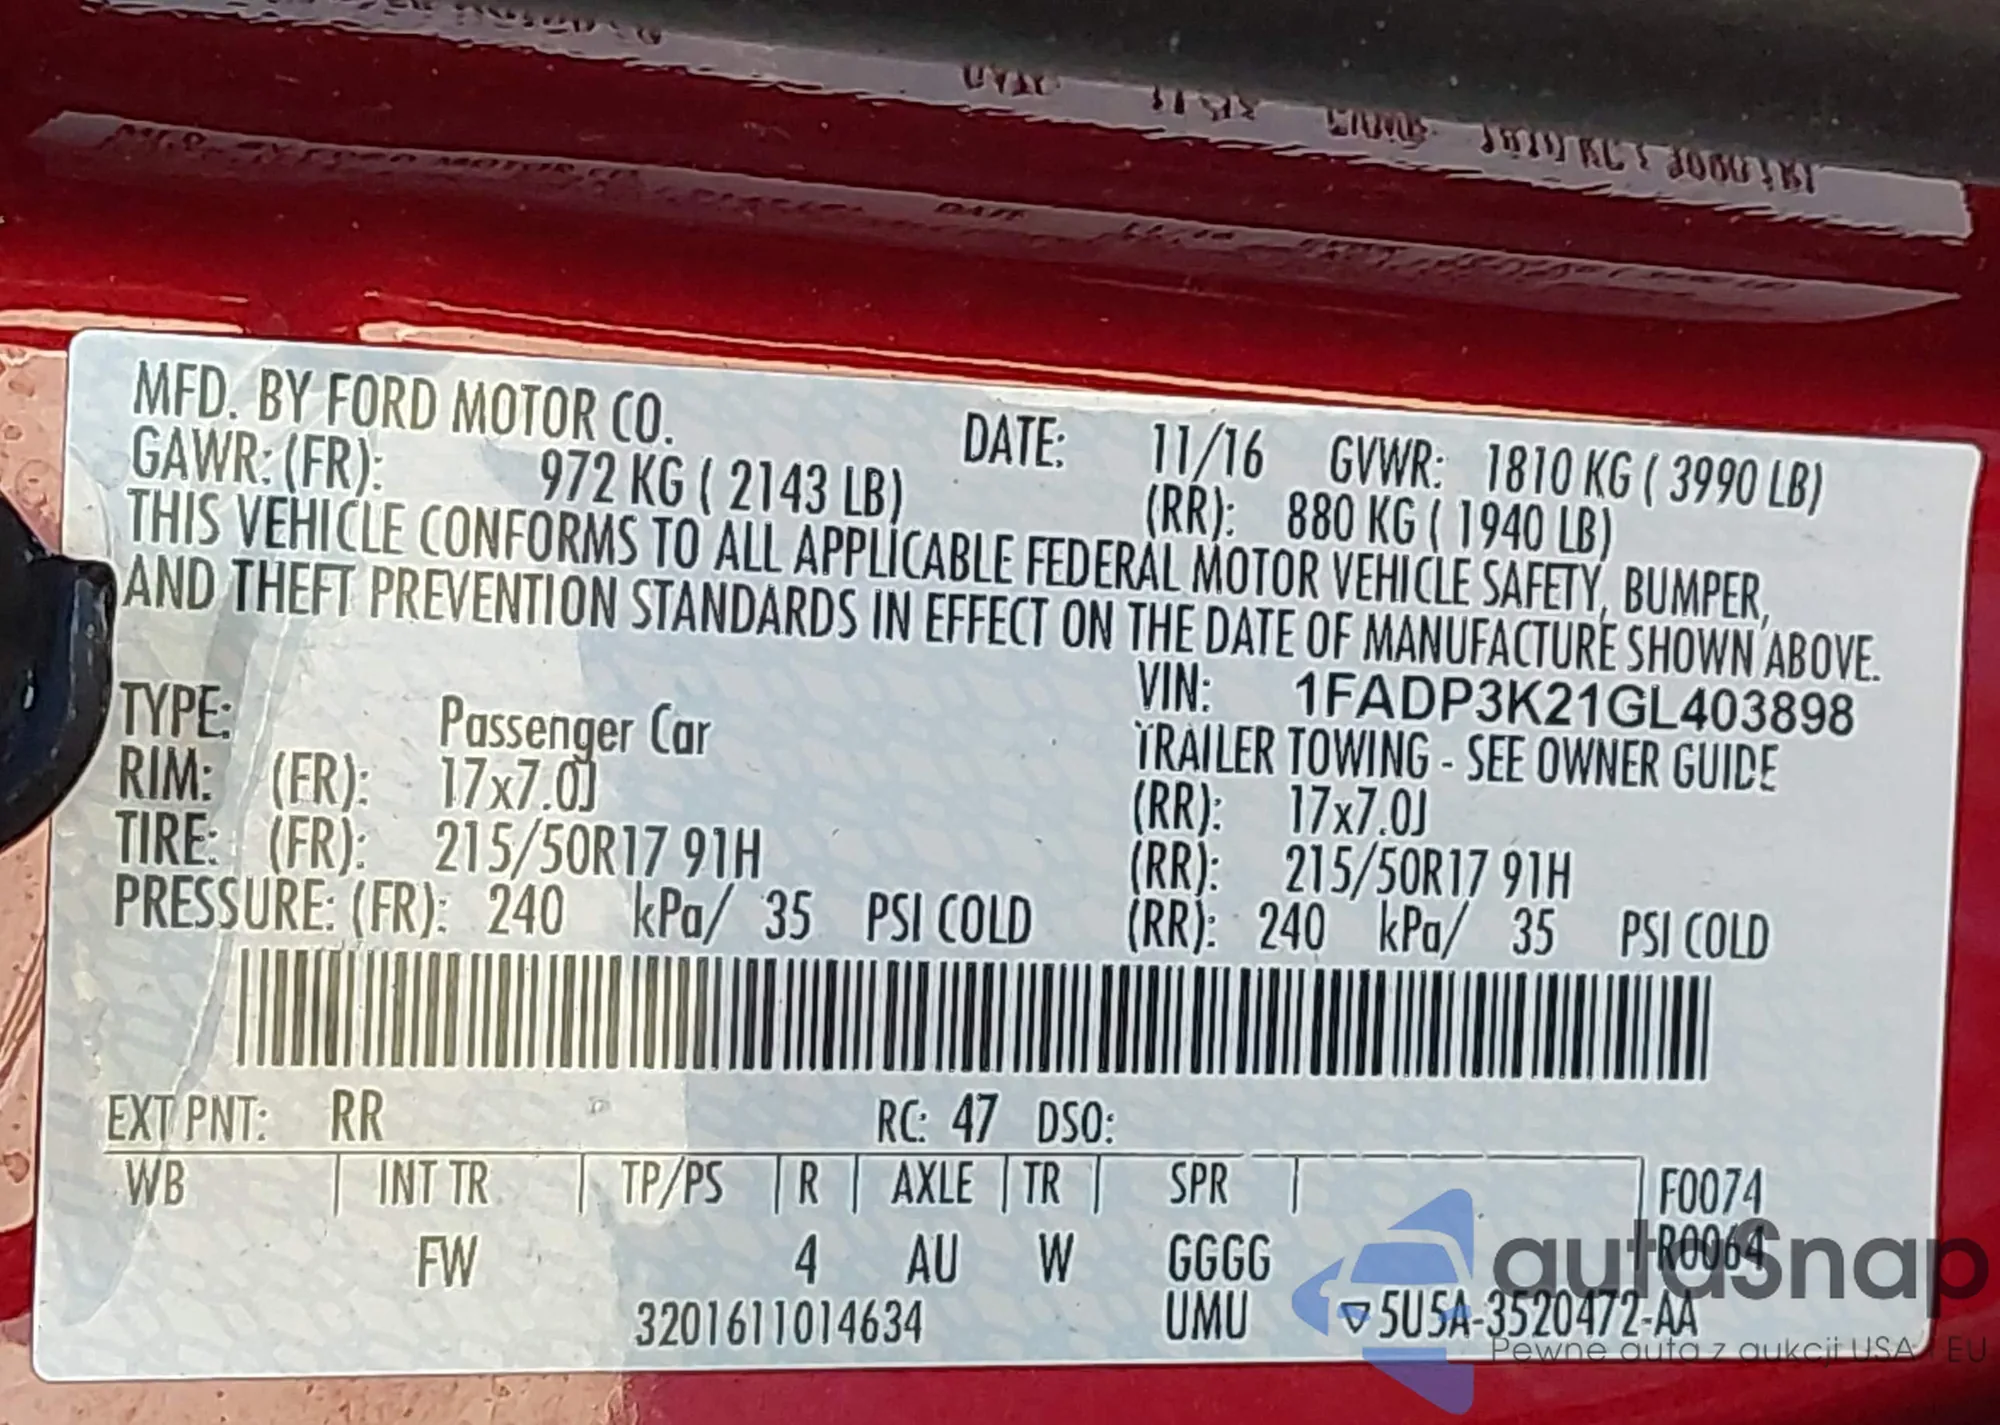 MFD. BY FORD MOTOR CO. DATE: 11/16 GVWR: 1810 KG ( 3990 LB)
GAWR: (FR): 972 KG ( 2143 LB) (RR): 880 KG ( 1940 LB)
THIS VEHICLE CONFORMS TO ALL APPLICABLE FEDERAL MOTOR VEHICLE SAFETY, BUMPER,
AND THEFT PREVENTION STANDARDS IN EFFECT ON THE DATE OF MANUFACTURE SHOWN ABOVE.
VIN: 1FADP3K21GL403898
TYPE: Passenger Car TRAILER TOWING - SEE OWNER GUIDE
RIM: (FR): 17x7.0J (RR): 17x7.0J
TIRE: (FR): 215/50R17 91H (RR): 215/50R17 91H
PRESSURE: (FR): 240 kPa/ 35 PSI COLD (RR): 240 kPa/ 35 PSI COLD
EXT PNT: RR RC: 47 DSO:
WB INT TR TP/PS R AXLE TR SPR F0074
FW 4 AU W GGGG R0064
3201611014634 UMU 5U5A-3520472-AA
autaSnap
Pewne auta z aukcji USA / EU